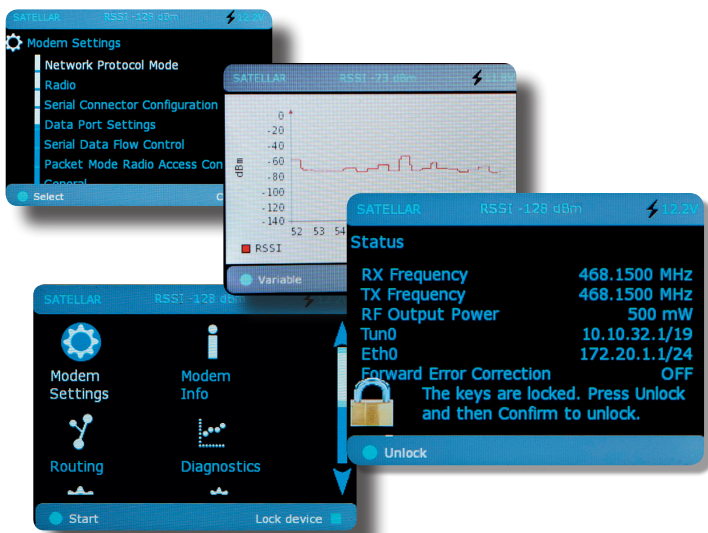 SATELLAR RSSI -128 dBm 12.2V
Modem Settings
Network Protocol Mode
Radio
Serial Connector Configuration
Data Port Settings
Serial Data Flow Control
Packet Mode Radio Access Con
General
Select C
SATELLAR RSSI -73 dBm
0
-20
-40
-60
-80
-100
-120
-140
dBm
52 53 54
RSSI
Variable
SATELLAR RSSI -128 dBm
Modem Settings
Modem Info
Routing
Diagnostics
Start Lock device
SATELLAR RSSI -128 dBm 12.2V
Status
RX Frequency 468.1500 MHz
TX Frequency 468.1500 MHz
RF Output Power 500 mW
Tun0 10.10.32.1/19
Eth0 172.20.1.1/24
Forward Error Correction OFF
The keys are locked. Press Unlock
and then Confirm to unlock.
Unlock